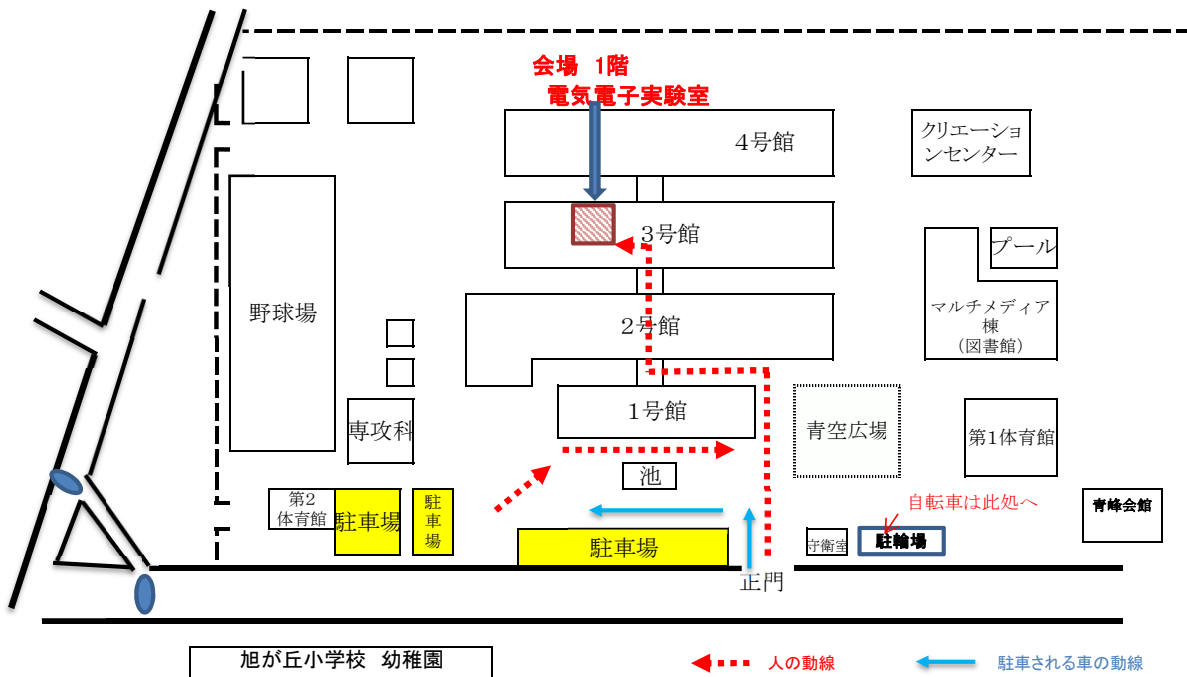 会場 1階
電気電子実験室
4号館
クリエーショ
ンセンター
3号館
プール
野球場
2号館
マルチメディア
棟
(図書館)
1号館
専攻科
青空広場
第1体育館
池
第2
体育館
駐車場
駐
車
場
自転車は此処へ
青峰会館
駐車場
守衛室
駐輪場
正門
旭が丘小学校 幼稚園
人の動線
駐車される車の動線